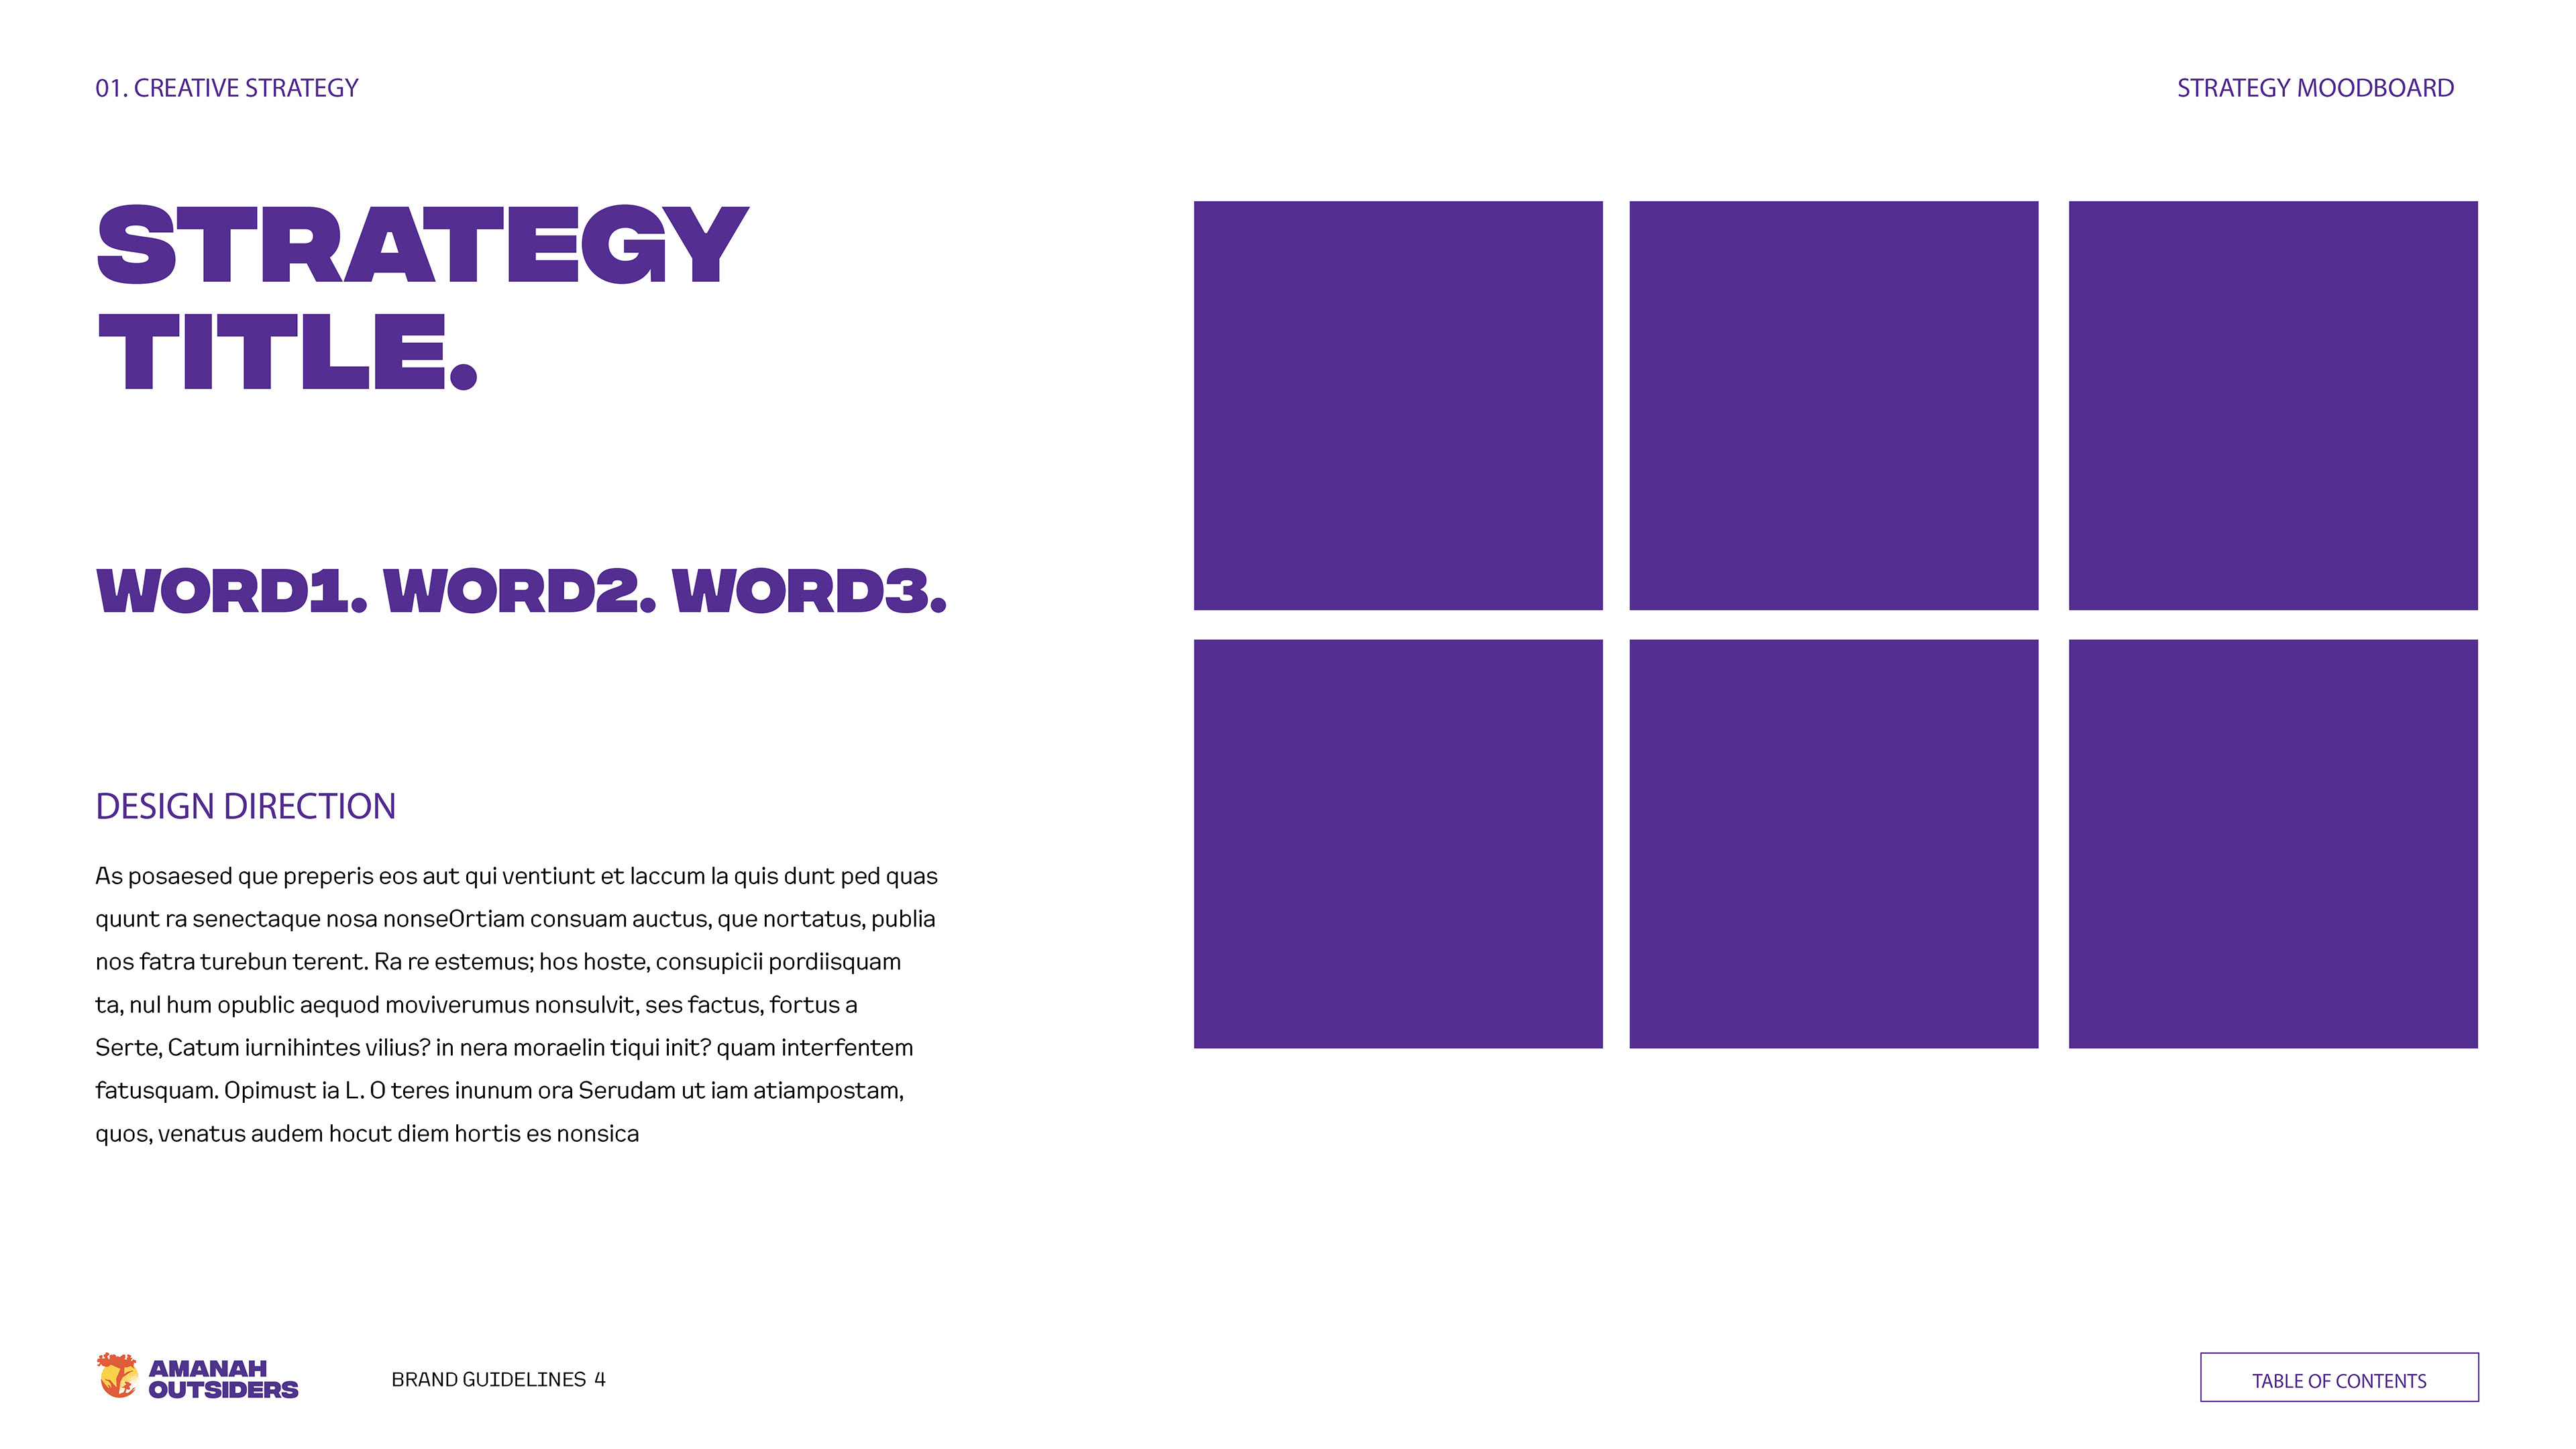 01. CREATIVE STRATEGY
STRATEGY MOODBOARD
STRATEGY
TITLE.
WORD1. WORD2. WORD3.
DESIGN DIRECTION
As posaesed que preperis eos aut qui ventiunt et laccum la quis dunt ped quas
quunt ra senectaque nosa nonseOrtiam consuam auctus, que nortatus, publia
nos fatra turebun terent. Ra re estemus; hos hoste, consupicii pordiisquam
ta, nul hum opublic aequod moviverumus nonsulvit, ses factus, fortus a
Serte, Catum iurnihintes vilius? in nera moraelin tiqui init? quam interfentem
fatusquam. Opimust ia L. O teres inunum ora Serudam ut iam atiampostam,
quos, venatus audem hocut diem hortis es nonsica
AMANAH
OUTSIDERS
BRAND GUIDELINES 4
TABLE OF CONTENTS